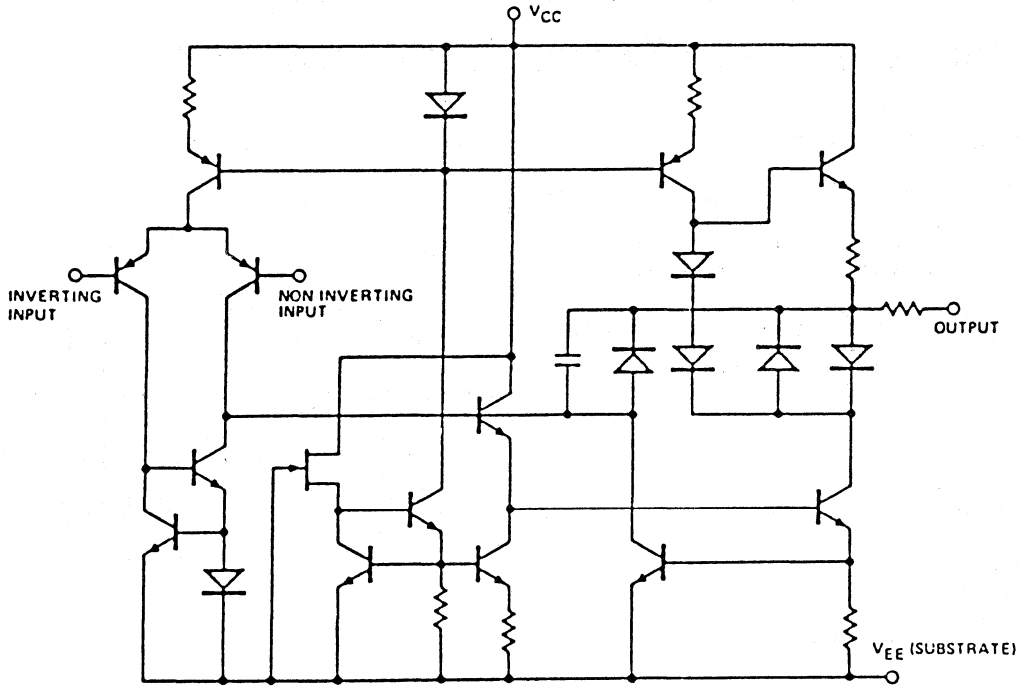 VCC
INVERTING
INPUT
NON INVERTING
INPUT
OUTPUT
VEE (SUBSTRATE)